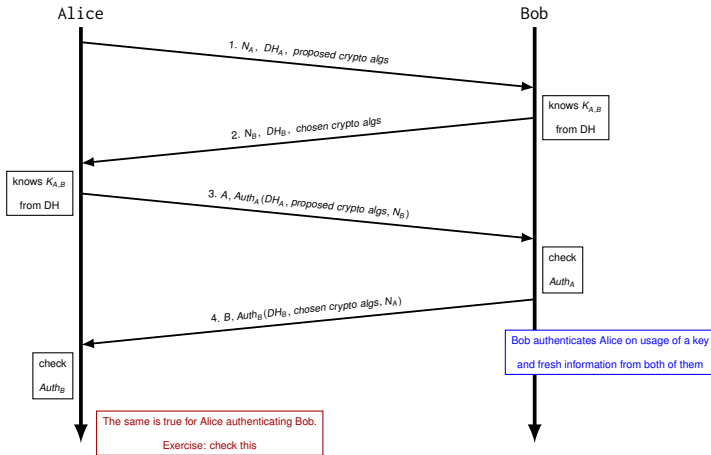 Alice
Bob
1. N_A, DH_A, proposed crypto algs
knows K_A,B
from DH
2. N_B, DH_B, chosen crypto algs
knows K_A,B
from DH
3. A, Auth_A(DH_A, proposed crypto algs, N_B)
check
Auth_A
4. B, Auth_B(DH_B, chosen crypto algs, N_A)
Bob authenticates Alice on usage of a key
and fresh information from both of them
check
Auth_B
The same is true for Alice authenticating Bob.
Exercise: check this